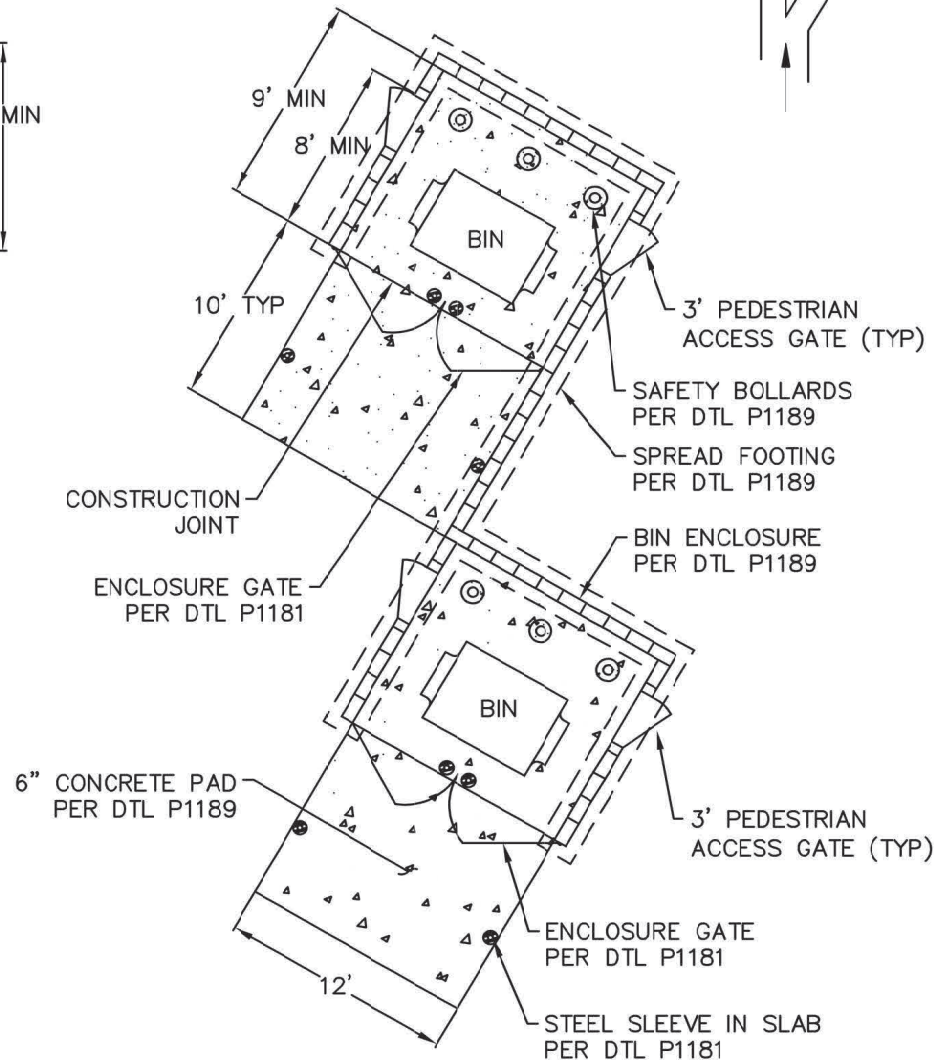 MIN
9' MIN
8' MIN
BIN
10' TYP
3' PEDESTRIAN
ACCESS GATE (TYP)
SAFETY BOLLARDS
PER DTL P1189
SPREAD FOOTING
PER DTL P1189
CONSTRUCTION
JOINT
BIN ENCLOSURE
PER DTL P1189
ENCLOSURE GATE
PER DTL P1181
BIN
6" CONCRETE PAD
PER DTL P1189
3' PEDESTRIAN
ACCESS GATE (TYP)
ENCLOSURE GATE
PER DTL P1181
12'
STEEL SLEEVE IN SLAB
PER DTL P1181